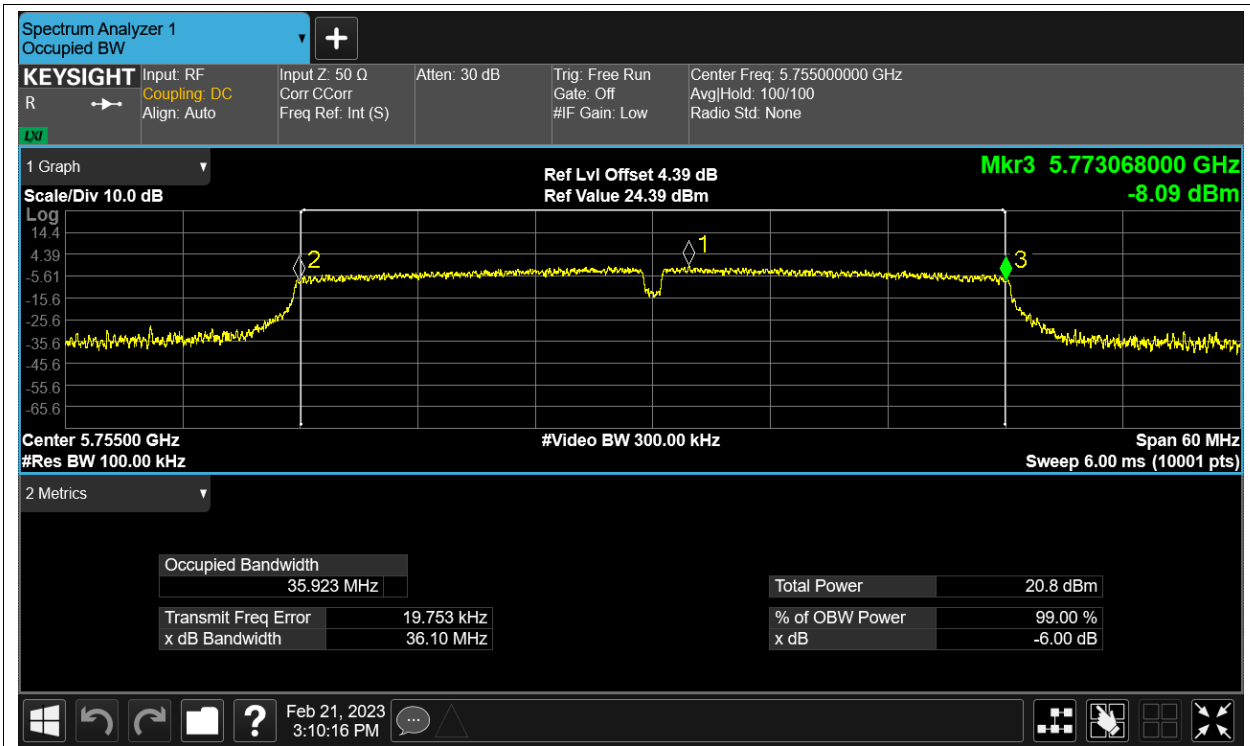 Spectrum Analyzer 1
Occupied BW
KEYSIGHT
R
LXI
Input: RF
Coupling: DC
Align: Auto
Input Z: 50 Ω
Corr CCorr
Freq Ref: Int (S)
Atten: 30 dB
Trig: Free Run
Gate: Off
#IF Gain: Low
Center Freq: 5.755000000 GHz
Avg|Hold: 100/100
Radio Std: None
1 Graph
Scale/Div 10.0 dB
Ref Lvl Offset 4.39 dB
Ref Value 24.39 dBm
Mkr3 5.773068000 GHz
-8.09 dBm
Log
14.4
4.39
-5.61
-15.6
-25.6
-35.6
-45.6
-55.6
-65.6
2
1
3
Center 5.75500 GHz
#Res BW 100.00 kHz
#Video BW 300.00 kHz
Span 60 MHz
Sweep 6.00 ms (10001 pts)
2 Metrics
Occupied Bandwidth
35.923 MHz
Transmit Freq Error 19.753 kHz
x dB Bandwidth 36.10 MHz
Total Power 20.8 dBm
% of OBW Power 99.00 %
x dB -6.00 dB
?
Feb 21, 2023
3:10:16 PM